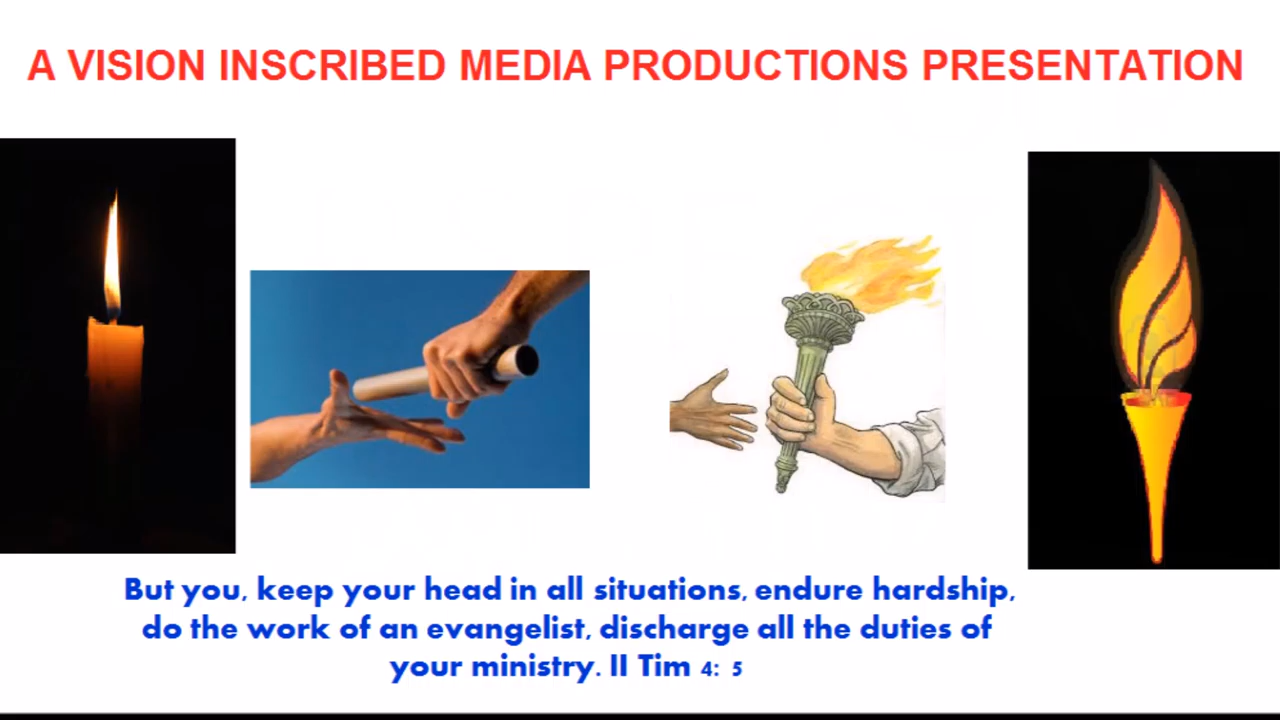 A VISION INSCRIBED MEDIA PRODUCTIONS PRESENTATION
But you, keep your head in all situations, endure hardship,
do the work of an evangelist, discharge all the duties of
your ministry. II Tim 4: 5